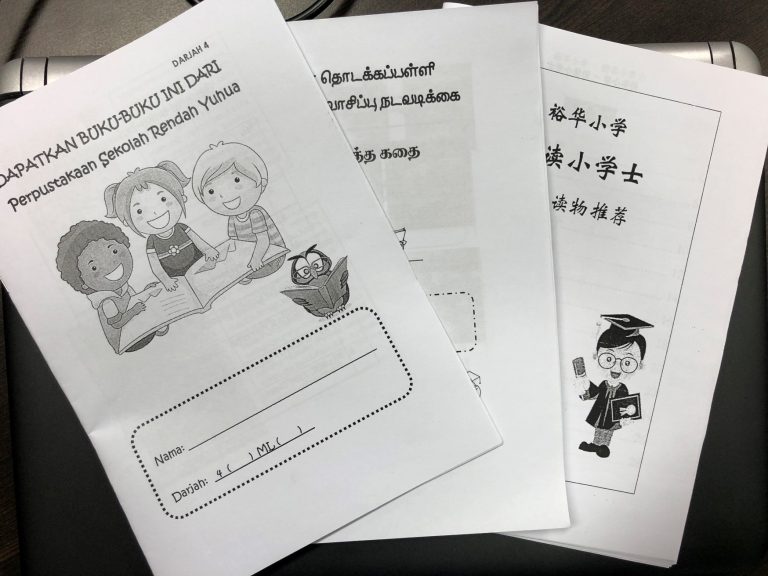 DARJAH 4
DAPATKAN BUKU-BUKU INI DARI
Perpustakaan Sekolah Rendah Yuhua
Nama:
Darjah: 4 ( ) ML ( )
தொடக்கப்பள்ளி
வாசிப்பு நடவடிக்கை
கதை
裕华小学
读小学士
读物推荐